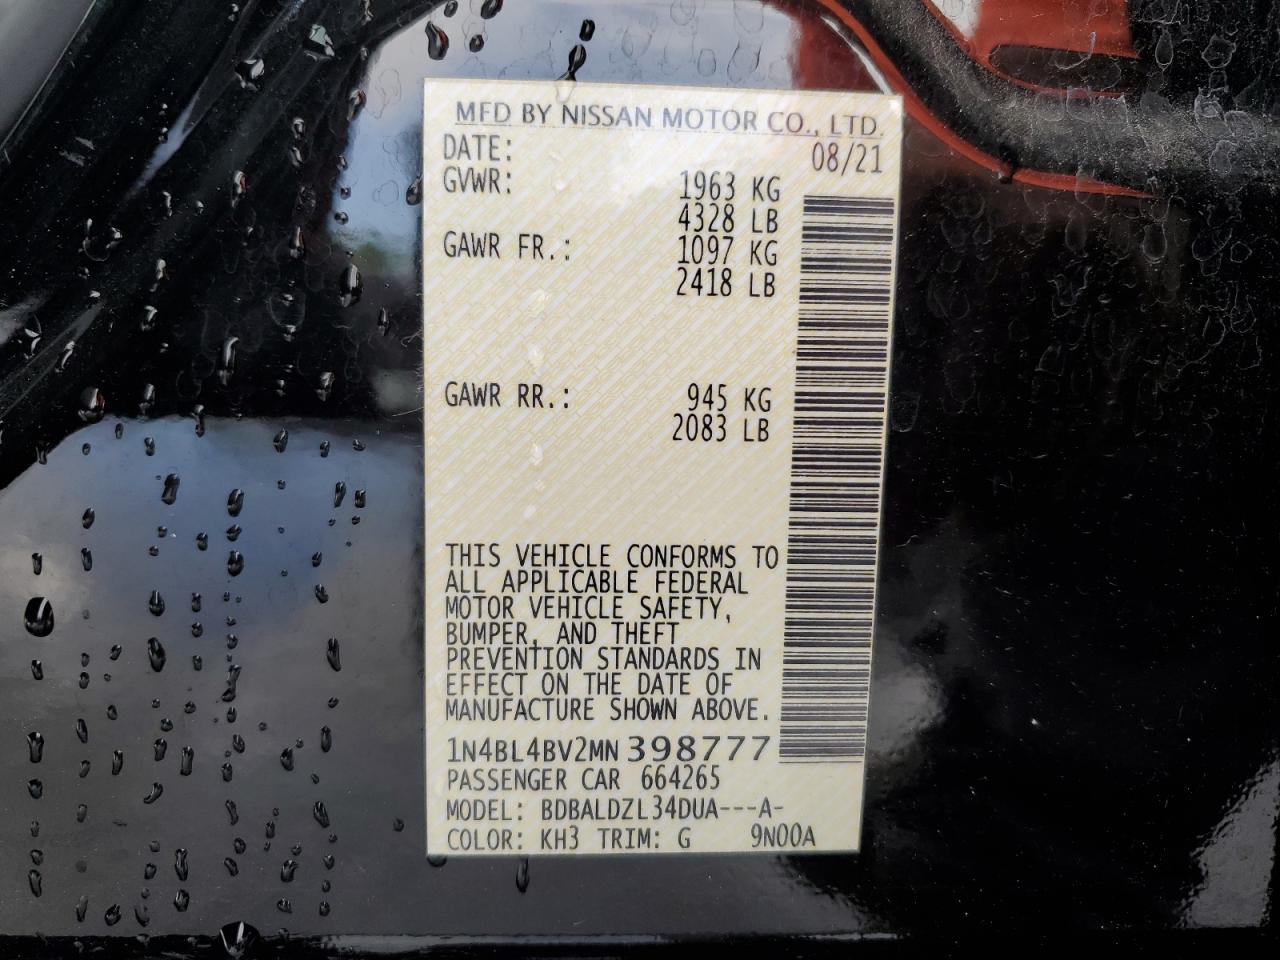 MFD BY NISSAN MOTOR CO., LTD.
DATE: 08/21
GVWR: 1963 KG
4328 LB
GAWR FR.: 1097 KG
2418 LB
GAWR RR.: 945 KG
2083 LB
THIS VEHICLE CONFORMS TO
ALL APPLICABLE FEDERAL
MOTOR VEHICLE SAFETY,
BUMPER, AND THEFT
PREVENTION STANDARDS IN
EFFECT ON THE DATE OF
MANUFACTURE SHOWN ABOVE.
1N4BL4BV2MN398777
PASSENGER CAR 664265
MODEL: BDBALDZL34DUA---A-
COLOR: KH3 TRIM: G 9N00A